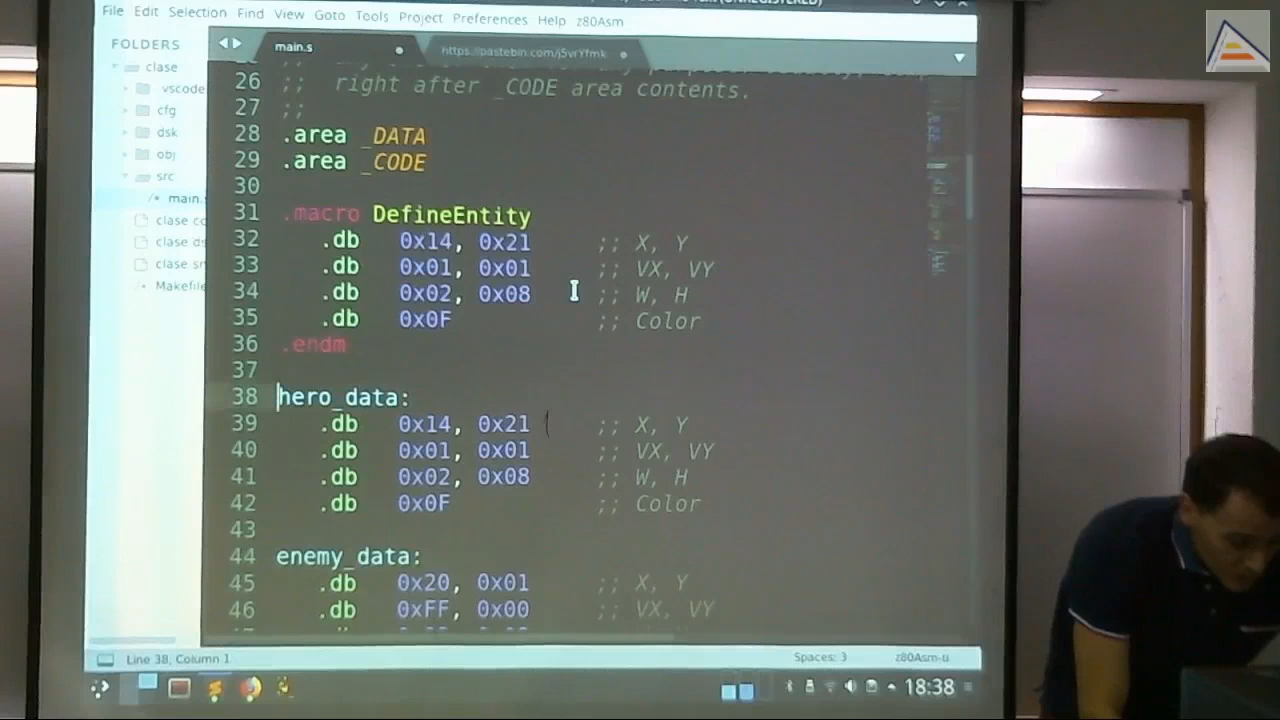 File Edit Selection Find View Goto Tools Project Preferences Help z80Asm
FOLDERS
clase
vscode
cfg
dsk
obj
src
main.s
clase
clase
clase
Makefile
main.s
https://pastebin.com/j5vrYfmk
26 ;; right after _CODE area contents.
27 ;;
28 .area _DATA
29 .area _CODE
30
31 .macro DefineEntity
32 .db 0x14, 0x21 ;; X, Y
33 .db 0x01, 0x01 ;; VX, VY
34 .db 0x02, 0x08 ;; W, H
35 .db 0x0F ;; Color
36 .endm
37
38 hero_data:
39 .db 0x14, 0x21 ;; X, Y
40 .db 0x01, 0x01 ;; VX, VY
41 .db 0x02, 0x08 ;; W, H
42 .db 0x0F ;; Color
43
44 enemy_data:
45 .db 0x20, 0x01 ;; X, Y
46 .db 0xFF, 0x00 ;; VX, VY
Line 38, Column 1
Spaces: 3
z80Asm-u
18:38